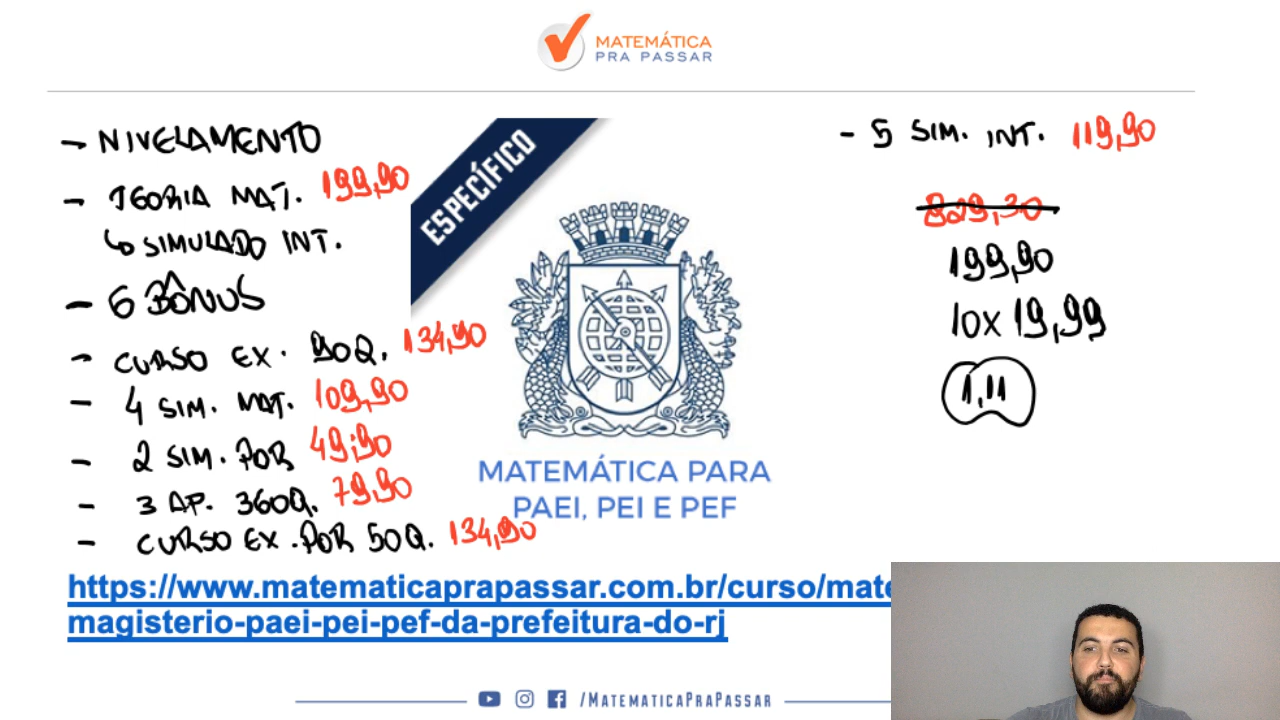 MATEMÁTICA
PRA PASSAR
- NIVELAMENTO
- TEORIA MAT. 199,90
↳ SIMULADO INT.
- 6 BÔNUS
- CURSO EX. 90Q. 134,90
- 4 SIM. MAT. 109,90
- 2 SIM. POR 49,90
- 3 AP. 360Q. 79,90
- CURSO EX. POR 50Q. 134,90
ESPECÍFICO
MATEMÁTICA PARA
PAEI, PEI E PEF
- 5 SIM. INT. 119,90
829,30
199,90
10x 19,99
1,11
https://www.matematicaprapassar.com.br/curso/mate
magisterio-paei-pei-pef-da-prefeitura-do-rj
/MATEMATICAPRAPASSAR